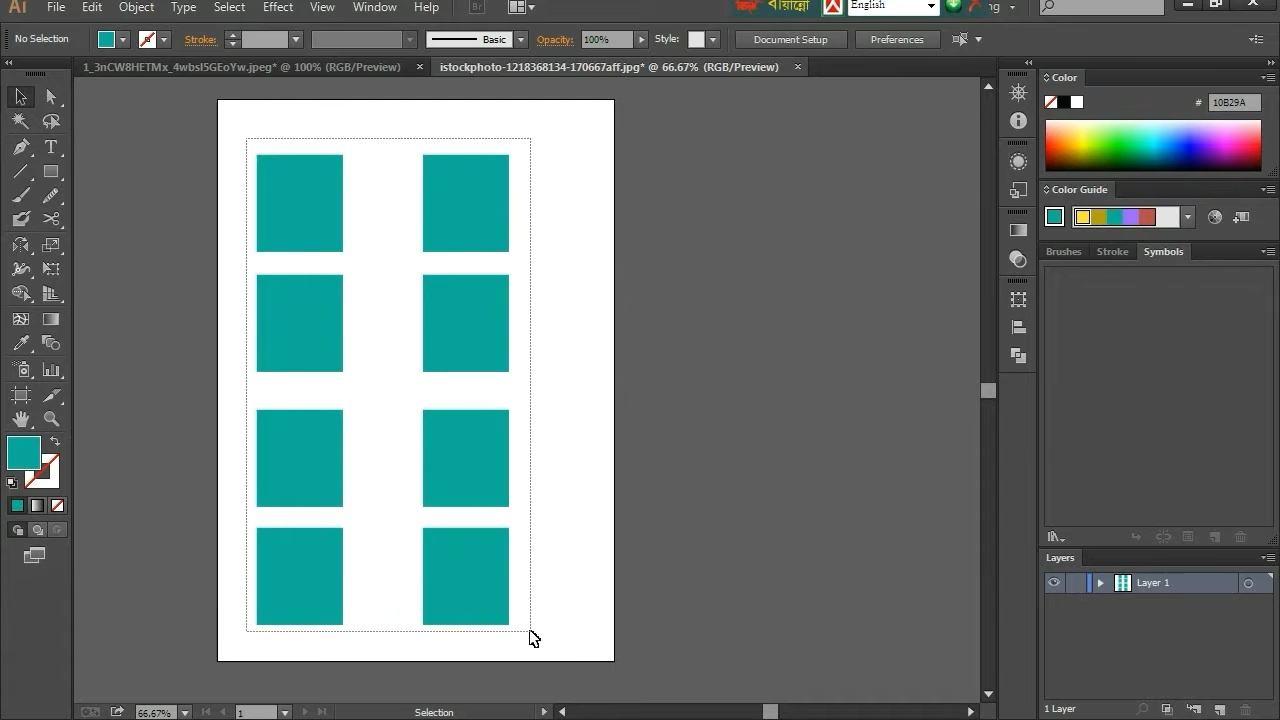 Ai File Edit Object Type Select Effect View Window Help Br বায়ান্নো English
No Selection Stroke: Basic Opacity: 100% Style: Document Setup Preferences
1_3nCW8HETMx_4wbsI5GEoYw.jpeg* @ 100% (RGB/Preview) × istockphoto-1218368134-170667aff.jpg* @ 66.67% (RGB/Preview) ×
Color
# 10B29A
Color Guide
Brushes Stroke Symbols
Layers
Layer 1
1 Layer
66.67% 1 Selection